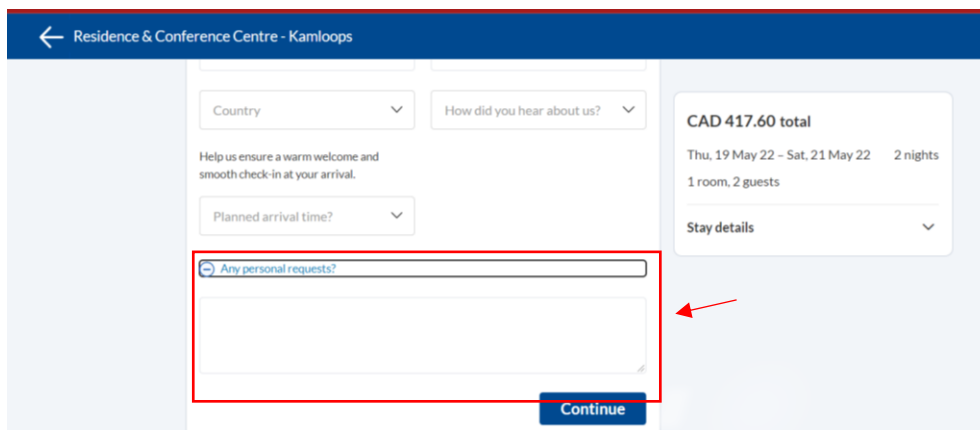 Residence & Conference Centre - Kamloops
Country
How did you hear about us?
Help us ensure a warm welcome and
smooth check-in at your arrival.
Planned arrival time?
Any personal requests?
Continue
CAD 417.60 total
Thu, 19 May 22 – Sat, 21 May 22 2 nights
1 room, 2 guests
Stay details